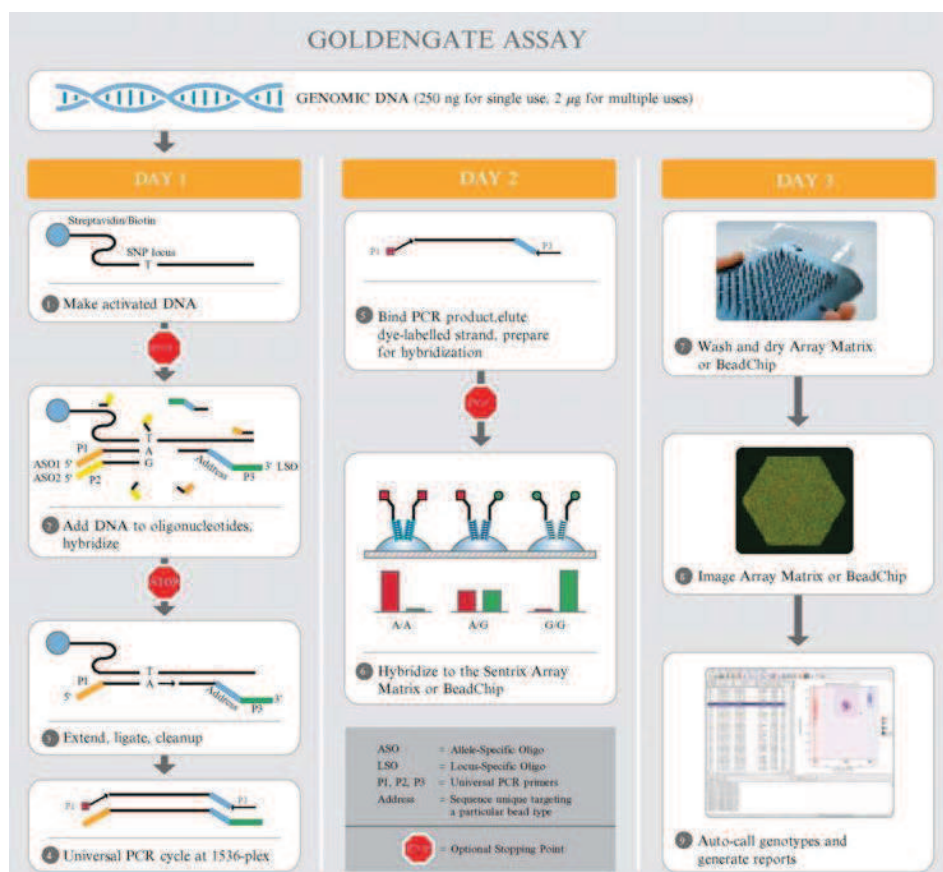 GOLDENGATE ASSAY
GENOMIC DNA (250 ng for single use, 2 µg for multiple uses)
DAY 1
Streptavidin/Biotin
SNP locus
T
1 Make activated DNA
STOP
T
P1
A
ASO1 5'
G
Address
3' LSO
ASO2 5'
P2
P3
2 Add DNA to oligonucleotides,
hybridize
STOP
T
P1
A
5'
Address
3'
P3
3 Extend, ligate, cleanup
P1
P3
4 Universal PCR cycle at 1536-plex
DAY 2
P1
P3
5 Bind PCR product,elute
dye-labelled strand, prepare
for hybridization
STOP
A/A
A/G
G/G
6 Hybridize to the Sentrix Array
Matrix or BeadChip
ASO = Allele-Specific Oligo
LSO = Locus-Specific Oligo
P1, P2, P3 = Universal PCR primers
Address = Sequence unique targeting
a particular bead type
STOP = Optional Stopping Point
DAY 3
7 Wash and dry Array Matrix
or BeadChip
8 Image Array Matrix or BeadChip
9 Auto-call genotypes and
generate reports